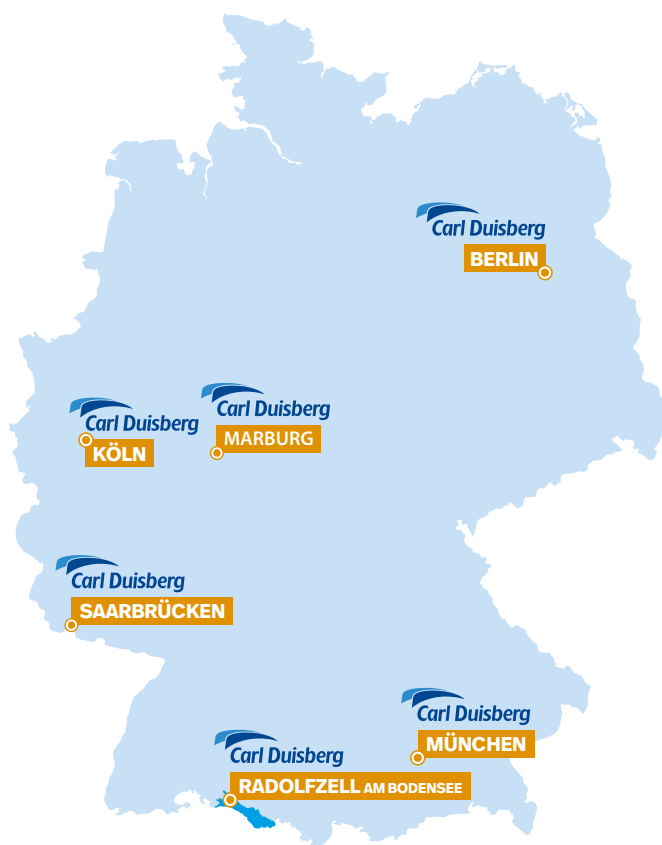 Carl Duisberg
BERLIN
Carl Duisberg
MARBURG
Carl Duisberg
KÖLN
Carl Duisberg
SAARBRÜCKEN
Carl Duisberg
MÜNCHEN
Carl Duisberg
RADOLFZELL AM BODENSEE